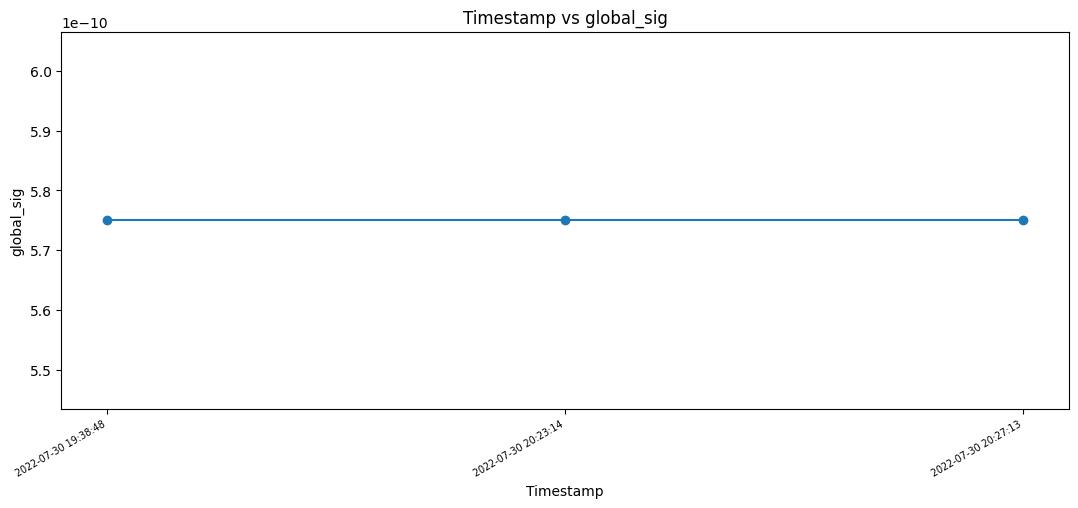 Timestamp vs global_sig
1e−10
6.0
5.9
5.8
5.7
5.6
5.5
global_sig
2022-07-30 19:38:48
2022-07-30 20:23:14
2022-07-30 20:27:13
Timestamp